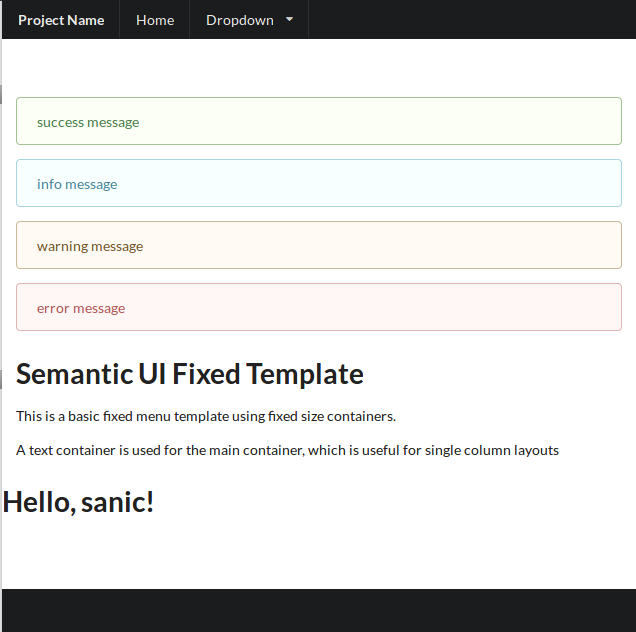 Project Name Home Dropdown
success message
info message
warning message
error message
Semantic UI Fixed Template
This is a basic fixed menu template using fixed size containers.
A text container is used for the main container, which is useful for single column layouts
Hello, sanic!